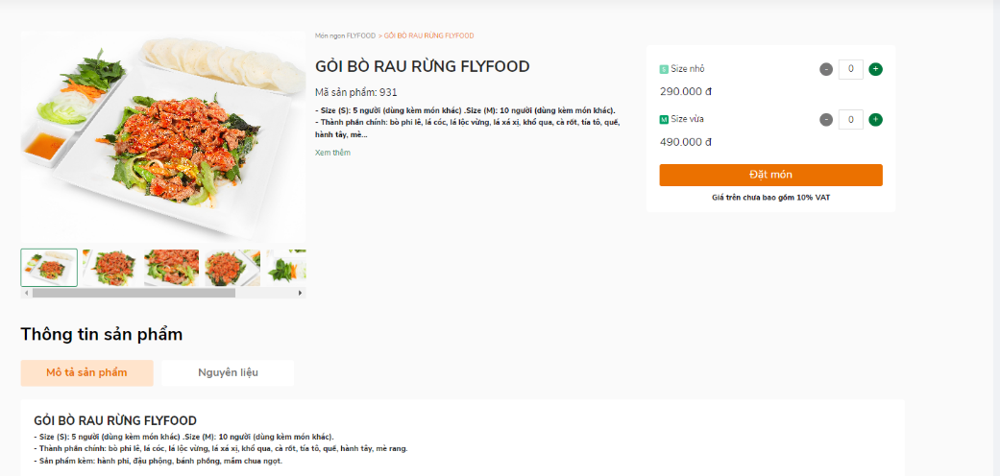 Món ngon FLYFOOD > GỎI BÒ RAU RỪNG FLYFOOD
GỎI BÒ RAU RỪNG FLYFOOD
Mã sản phẩm: 931
- Size (S): 5 người (dùng kèm món khác) .Size (M): 10 người (dùng kèm món khác).
- Thành phần chính: bò phi lê, lá cóc, lá lộc vừng, lá xá xị, khổ qua, cà rốt, tía tô, quế,
hành tây, mè...
Xem thêm
S Size nhỏ
- 0 +
290.000 đ
M Size vừa
- 0 +
490.000 đ
Đặt món
Giá trên chưa bao gồm 10% VAT
Thông tin sản phẩm
Mô tả sản phẩm
Nguyên liệu
GỎI BÒ RAU RỪNG FLYFOOD
- Size (S): 5 người (dùng kèm món khác) .Size (M): 10 người (dùng kèm món khác).
- Thành phần chính: bò phi lê, lá cóc, lá lộc vừng, lá xá xị, khổ qua, cà rốt, tía tô, quế, hành tây, mè rang.
- Sản phẩm kèm: hành phi, đậu phộng, bánh phồng, mắm chua ngọt.